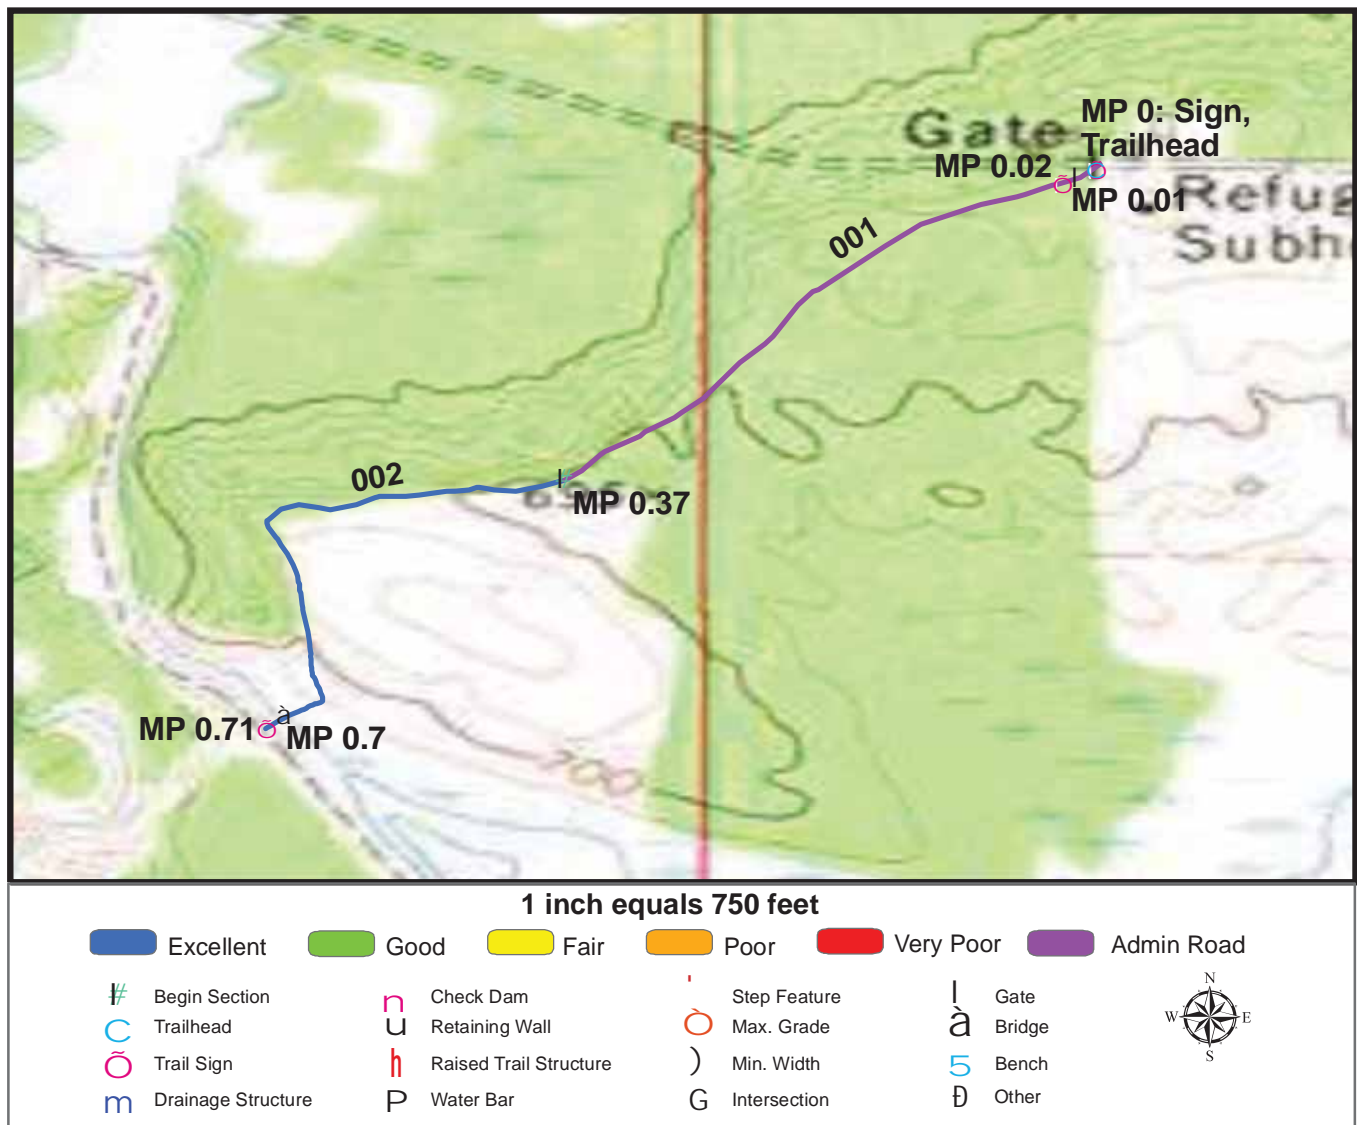 MP 0: Sign,
Trailhead
Gate
MP 0.02
MP 0.01
Refug
Subh
001
002
MP 0.37
MP 0.71
MP 0.7
700
1 inch equals 750 feet
Excellent
Good
Fair
Poor
Very Poor
Admin Road
Begin Section
Trailhead
Trail Sign
Drainage Structure
Check Dam
Retaining Wall
Raised Trail Structure
Water Bar
Step Feature
Max. Grade
Min. Width
Intersection
Gate
Bridge
Bench
Other
N
W
E
S